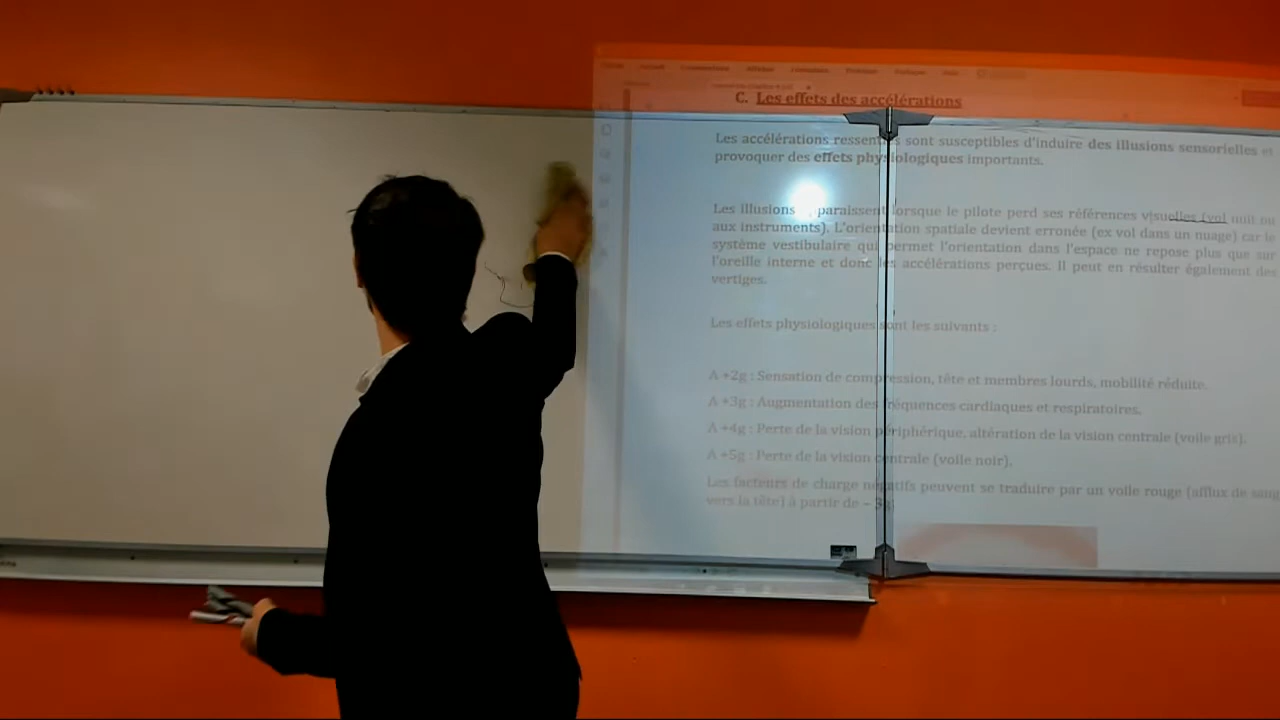 C. Les effets des accélérations
Les accélérations ressenties sont susceptibles d'induire des illusions sensorielles et
provoquer des effets physiologiques importants.
Les illusions apparaissent lorsque le pilote perd ses références visuelles (vol nuit ou
aux instruments). L'orientation spatiale devient erronée (ex vol dans un nuage) car le
système vestibulaire qui permet l'orientation dans l'espace ne repose plus que sur
l'oreille interne et donc les accélérations perçues. Il peut en résulter également des
vertiges.
Les effets physiologiques sont les suivants :
A +2g : Sensation de compression, tête et membres lourds, mobilité réduite.
A +3g : Augmentation des fréquences cardiaques et respiratoires.
A +4g : Perte de la vision périphérique, altération de la vision centrale (voile gris).
A +5g : Perte de la vision centrale (voile noir).
Les facteurs de charge négatifs peuvent se traduire par un voile rouge (afflux de sang
vers la tête) à partir de – 3g